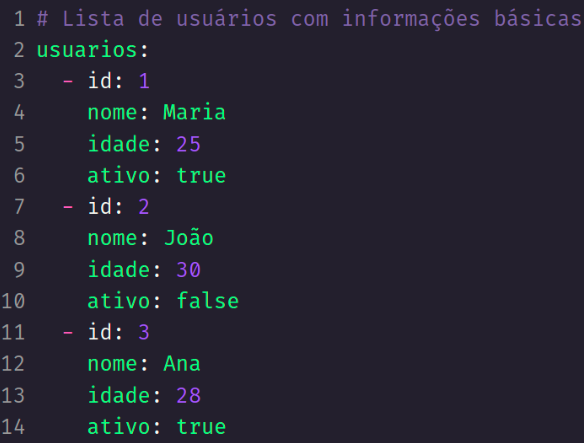 1 # Lista de usuários com informações básicas
2 usuarios:
3   - id: 1
4     nome: Maria
5     idade: 25
6     ativo: true
7   - id: 2
8     nome: João
9     idade: 30
10     ativo: false
11   - id: 3
12     nome: Ana
13     idade: 28
14     ativo: true